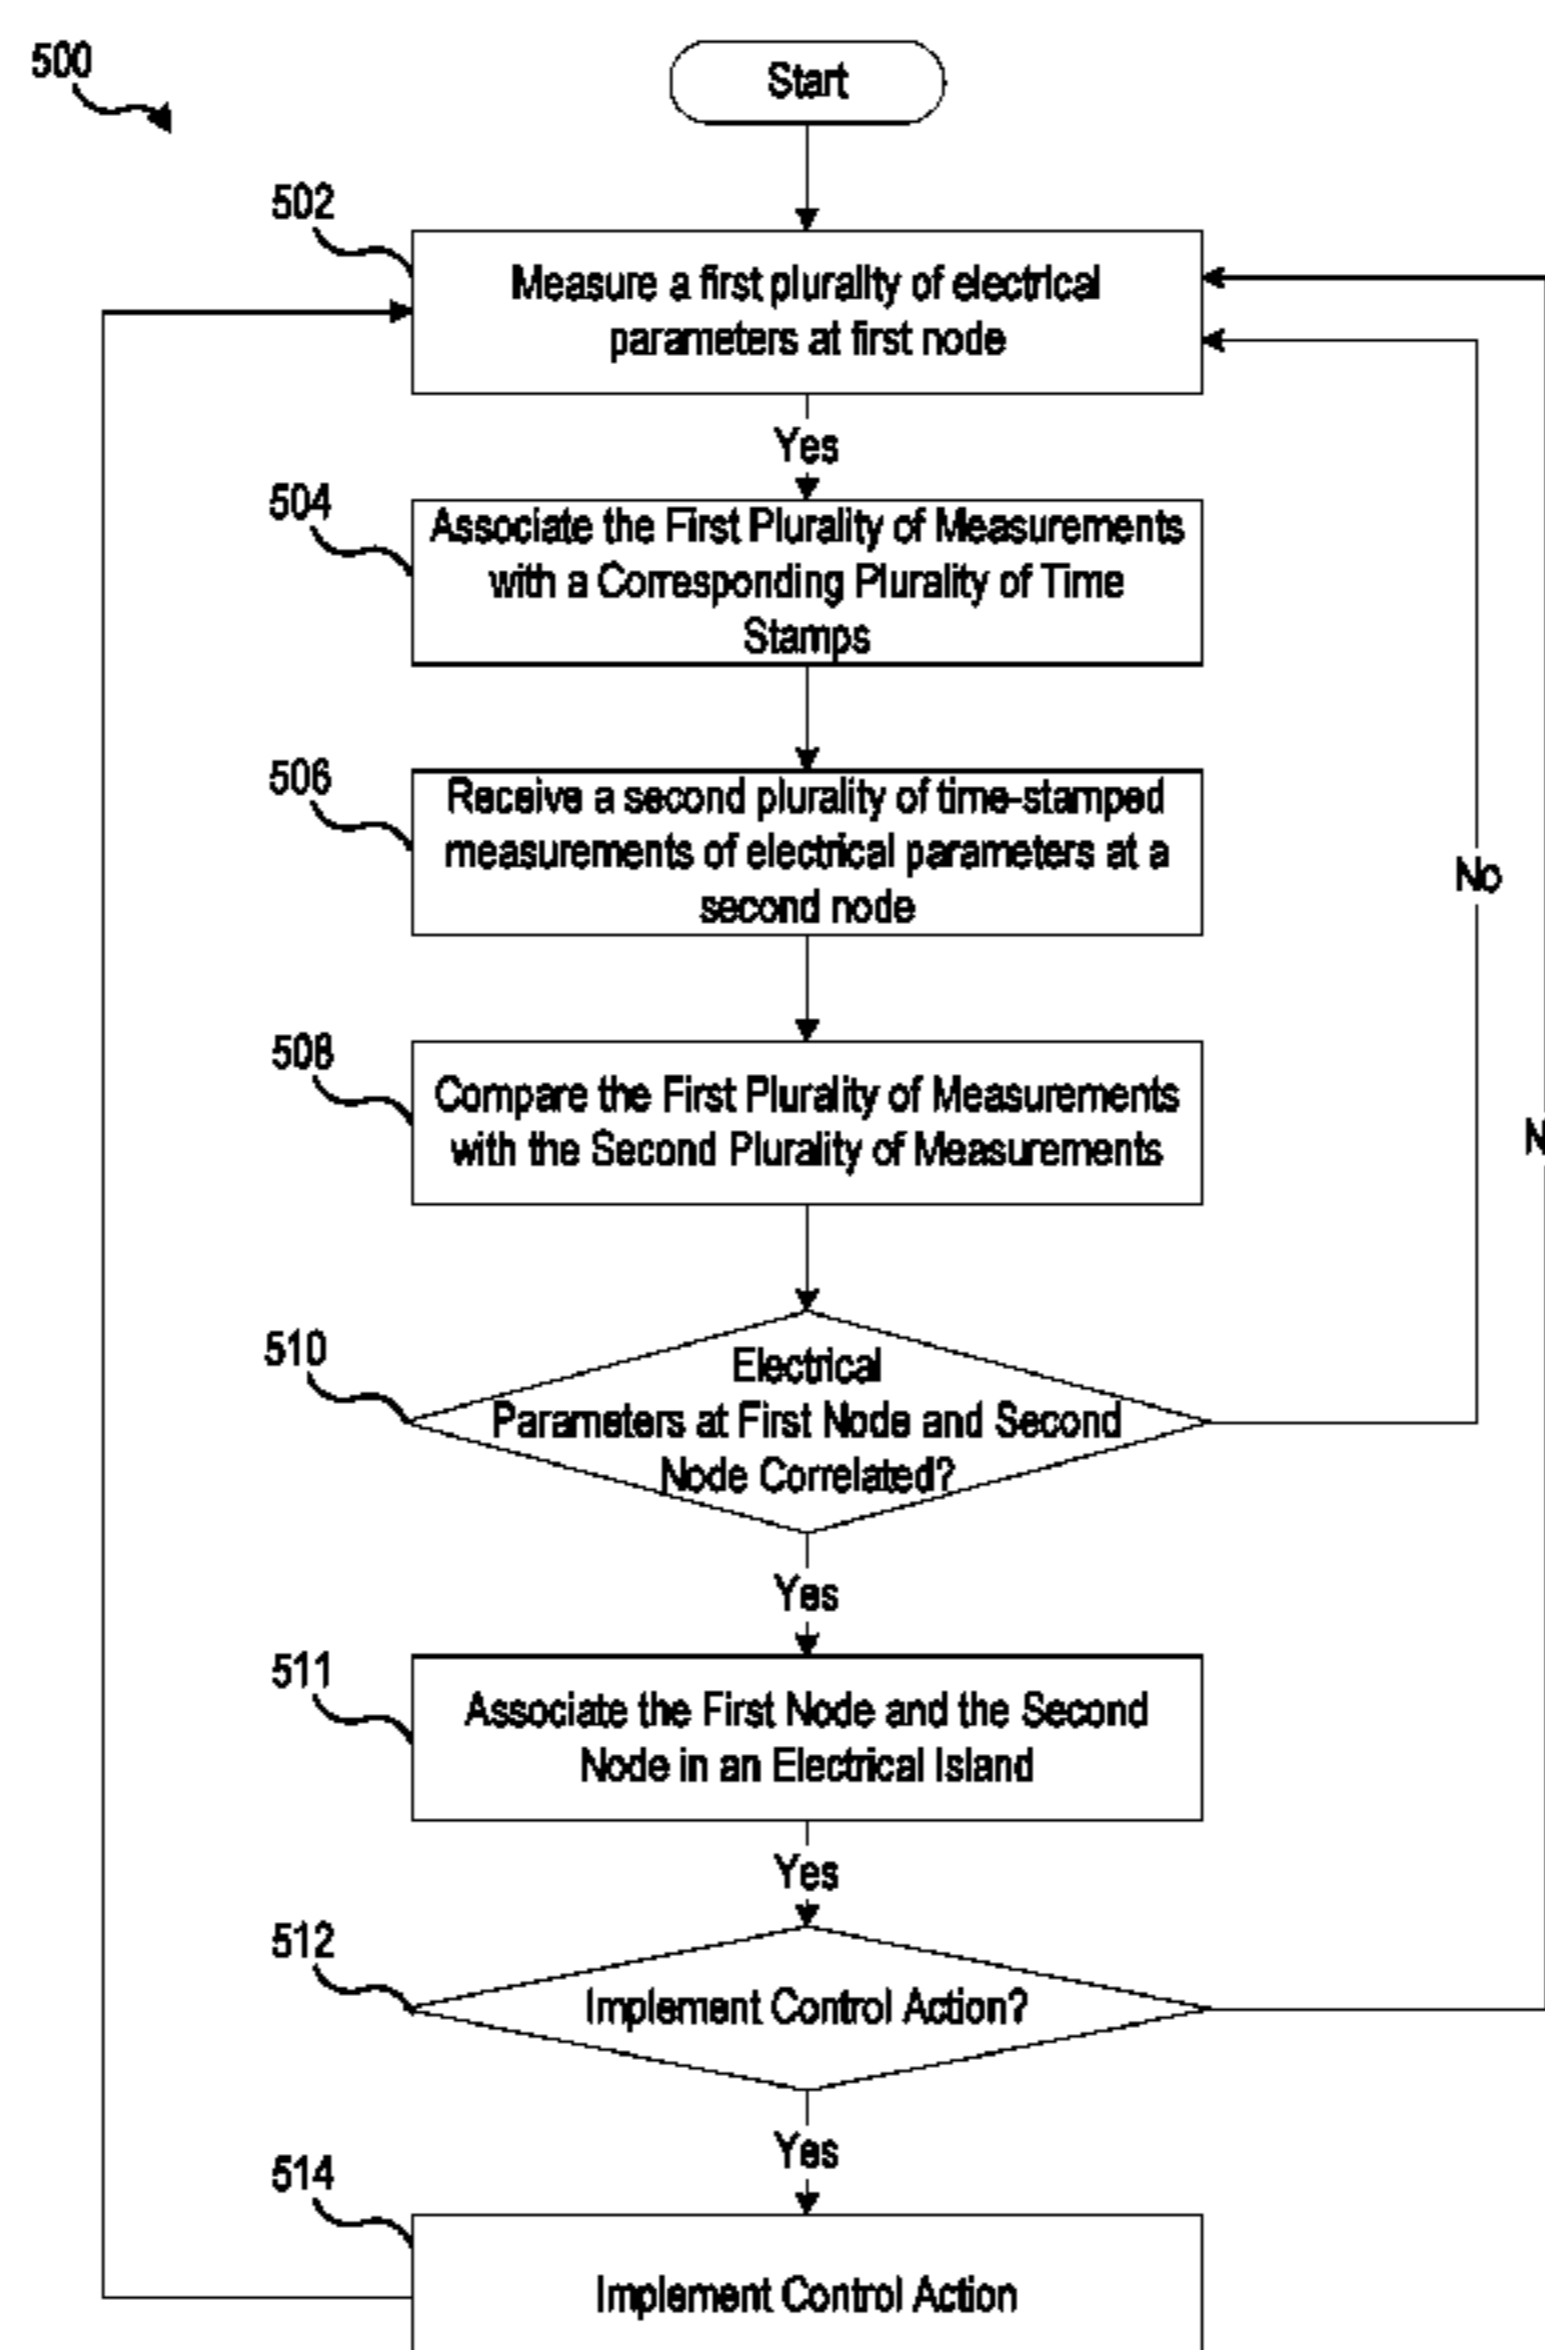 500
Start
502
Measure a first plurality of electrical
parameters at first node
Yes
504
Associate the First Plurality of Measurements
with a Corresponding Plurality of Time
Stamps
506
Receive a second plurality of time-stamped
measurements of electrical parameters at a
second node
No
508
Compare the First Plurality of Measurements
with the Second Plurality of Measurements
510
Electrical
Parameters at First Node and Second
Node Correlated?
Yes
511
Associate the First Node and the Second
Node in an Electrical Island
Yes
512
Implement Control Action?
Yes
514
Implement Control Action